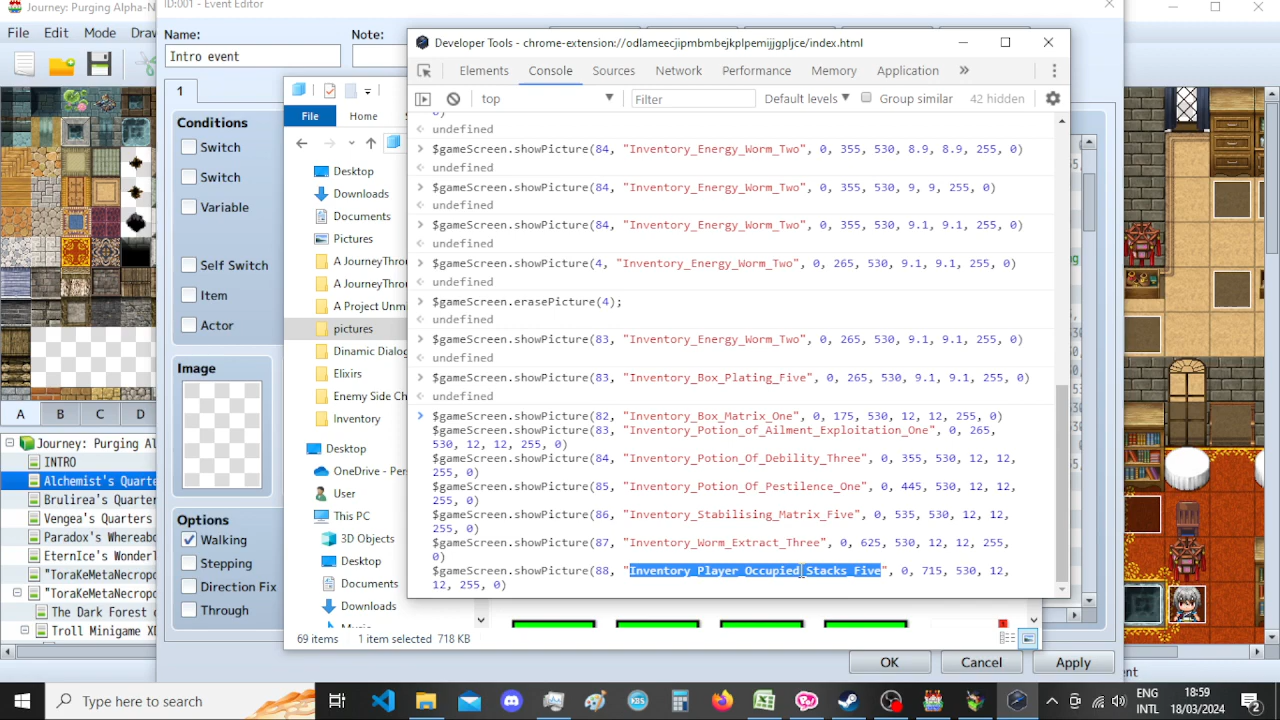 Journey: Purging Alpha-N
ID:001 - Event Editor
File Edit Mode Draw
Name:
Note:
Intro event
1
Conditions
Switch
Switch
Variable
Self Switch
Item
Actor
Image
Options
Walking
Stepping
Direction Fix
Through
A B C D
Journey: Purging Al
INTRO
Alchemist's Quarte
Brulirea's Quarter
Vengea's Quarters
Paradox's Whereab
EternIce's Wonderl
"ToraKeMetaNecrop
"ToraKeMetaNecrop
The Dark Forest o
Troll Minigame XD
File Home
Desktop
Downloads
Documents
Pictures
A JourneyThro
A JourneyThro
A Project Unm
pictures
Dinamic Dialog
Elixirs
Enemy Side Ch
Inventory
Desktop
OneDrive - Pers
User
This PC
3D Objects
Desktop
Documents
Downloads
69 items 1 item selected 718 KB
Developer Tools - chrome-extension://odlameecjipmbmbejkplpemijjgpljce/index.html
Elements Console Sources Network Performance Memory Application »
top Filter Default levels ▼ Group similar 42 hidden
0)
undefined
$gameScreen.showPicture(84, "Inventory_Energy_Worm_Two", 0, 355, 530, 8.9, 8.9, 255, 0)
undefined
$gameScreen.showPicture(84, "Inventory_Energy_Worm_Two", 0, 355, 530, 9, 9, 255, 0)
undefined
$gameScreen.showPicture(84, "Inventory_Energy_Worm_Two", 0, 355, 530, 9.1, 9.1, 255, 0)
undefined
$gameScreen.showPicture(4, "Inventory_Energy_Worm_Two", 0, 265, 530, 9.1, 9.1, 255, 0)
undefined
$gameScreen.erasePicture(4);
undefined
$gameScreen.showPicture(83, "Inventory_Energy_Worm_Two", 0, 265, 530, 9.1, 9.1, 255, 0)
undefined
$gameScreen.showPicture(83, "Inventory_Box_Plating_Five", 0, 265, 530, 9.1, 9.1, 255, 0)
undefined
$gameScreen.showPicture(82, "Inventory_Box_Matrix_One", 0, 175, 530, 12, 12, 255, 0)
$gameScreen.showPicture(83, "Inventory_Potion_of_Ailment_Exploitation_One", 0, 265,
530, 12, 12, 255, 0)
$gameScreen.showPicture(84, "Inventory_Potion_Of_Debility_Three", 0, 355, 530, 12, 12,
255, 0)
$gameScreen.showPicture(85, "Inventory_Potion_Of_Pestilence_One", 0, 445, 530, 12, 12,
255, 0)
$gameScreen.showPicture(86, "Inventory_Stabilising_Matrix_Five", 0, 535, 530, 12, 12,
255, 0)
$gameScreen.showPicture(87, "Inventory_Worm_Extract_Three", 0, 625, 530, 12, 12, 255,
0)
$gameScreen.showPicture(88, "Inventory_Player_Occupied_Stacks_Five", 0, 715, 530, 12,
12, 255, 0)
OK Cancel Apply
Type here to search
ENG
INTL
18:59
18/03/2024
2